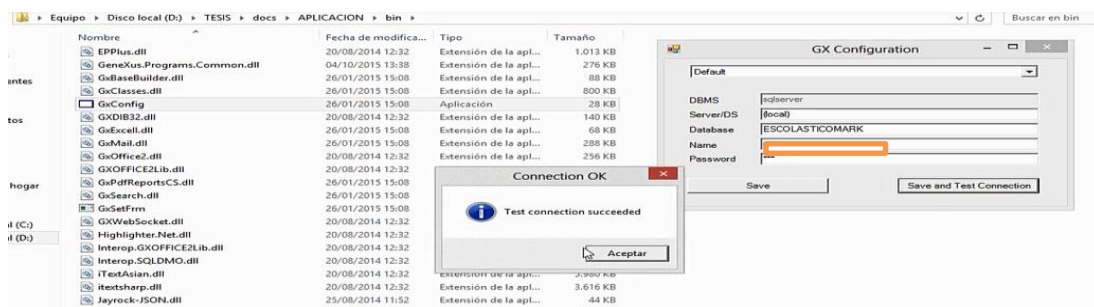 Equipo ▸ Disco local (D:) ▸ TESIS ▸ docs ▸ APLICACION ▸ bin ▸
Buscar en bin
Nombre Fecha de modifica... Tipo Tamaño
EPPlus.dll 20/08/2014 12:32 Extensión de la apl... 1.013 KB
GeneXus.Programs.Common.dll 04/10/2015 13:38 Extensión de la apl... 276 KB
GxBaseBuilder.dll 26/01/2015 15:08 Extensión de la apl... 88 KB
GxClasses.dll 26/01/2015 15:08 Extensión de la apl... 800 KB
GxConfig 26/01/2015 15:08 Aplicación 28 KB
GXDIB32.dll 20/08/2014 12:32 Extensión de la apl... 140 KB
GxExcell.dll 26/01/2015 15:08 Extensión de la apl... 68 KB
GxMail.dll 26/01/2015 15:08 Extensión de la apl... 288 KB
GxOffice2.dll 20/08/2014 12:32 Extensión de la apl... 256 KB
GXOFFICE2Lib.dll 20/08/2014 12:32
GxPdfReportsCS.dll 26/01/2015 15:08
GxSearch.dll 26/01/2015 15:08
GxSetFrm 26/01/2015 15:08
GXWebSocket.dll 20/08/2014 12:32
Highlighter.Net.dll 20/08/2014 12:32
Interop.GXOFFICE2Lib.dll 20/08/2014 12:32
Interop.SQLDMO.dll 20/08/2014 12:32
iTextAsian.dll 20/08/2014 12:32 Extensión de la apl...
itextsharp.dll 20/08/2014 12:32 Extensión de la apl... 3.616 KB
Jayrock-JSON.dll 25/08/2014 11:52 Extensión de la apl... 44 KB
entes
tos
hogar
l (C:)
l (D:)
Connection OK
Test connection succeeded
Aceptar
GX Configuration
Default
DBMS sqlserver
Server/DS (local)
Database ESCOLASTICOMARK
Name
Password ***
Save Save and Test Connection